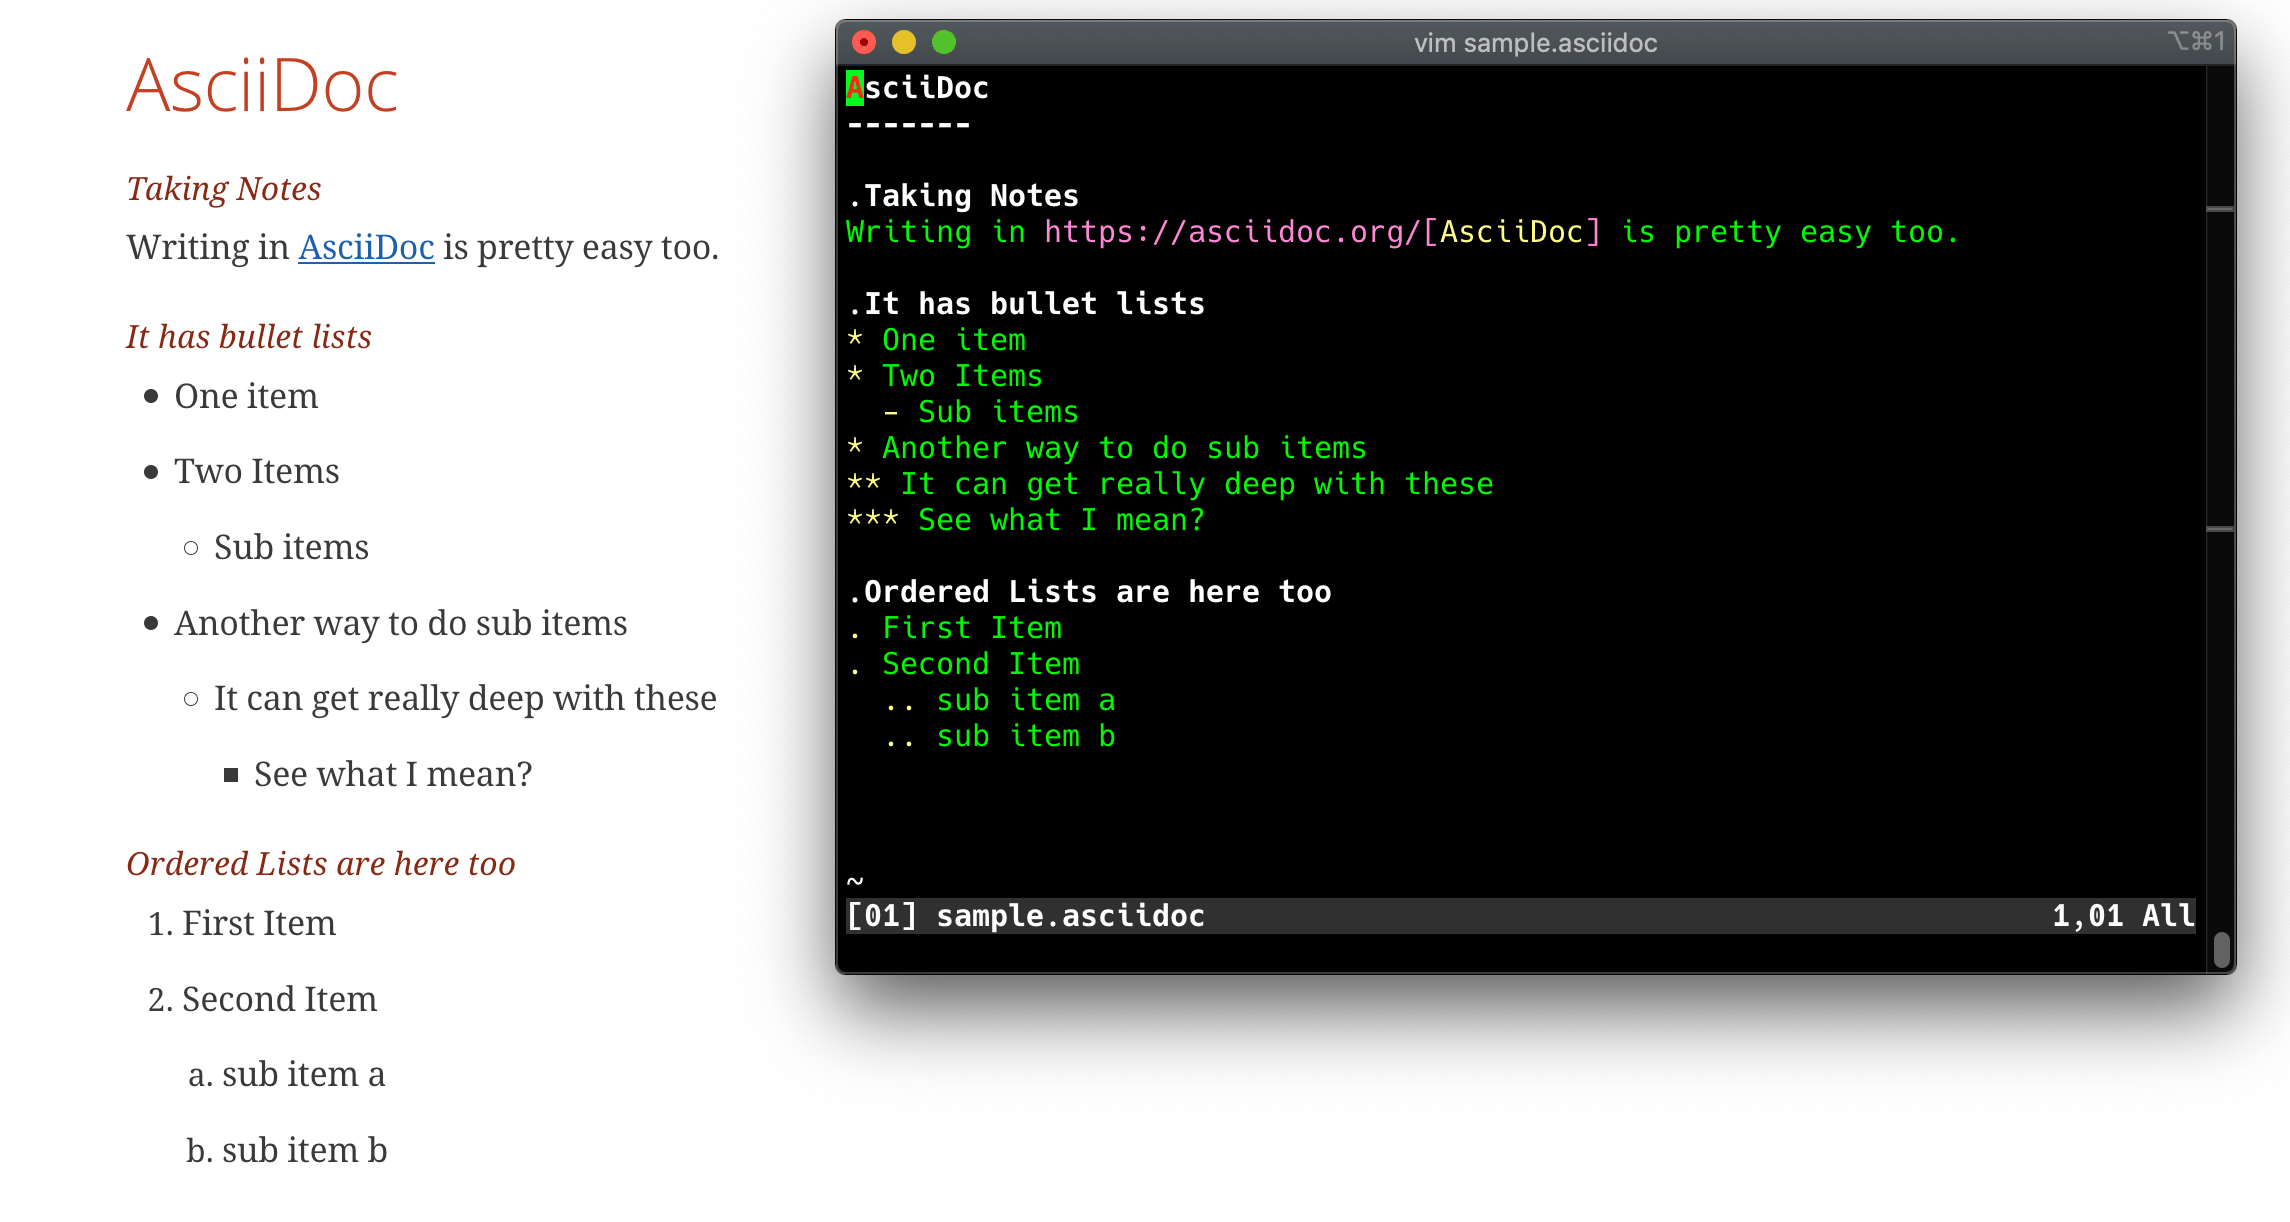 AsciiDoc
Taking Notes
Writing in AsciiDoc is pretty easy too.
It has bullet lists
● One item
● Two Items
○ Sub items
● Another way to do sub items
○ It can get really deep with these
■ See what I mean?
Ordered Lists are here too
1. First Item
2. Second Item
a. sub item a
b. sub item b
vim sample.asciidoc ⌥⌘1
AsciiDoc
-------
.Taking Notes
Writing in https://asciidoc.org/[AsciiDoc] is pretty easy too.
.It has bullet lists
* One item
* Two Items
  - Sub items
* Another way to do sub items
** It can get really deep with these
*** See what I mean?
.Ordered Lists are here too
. First Item
. Second Item
  .. sub item a
  .. sub item b
~
[01] sample.asciidoc 1,01 All